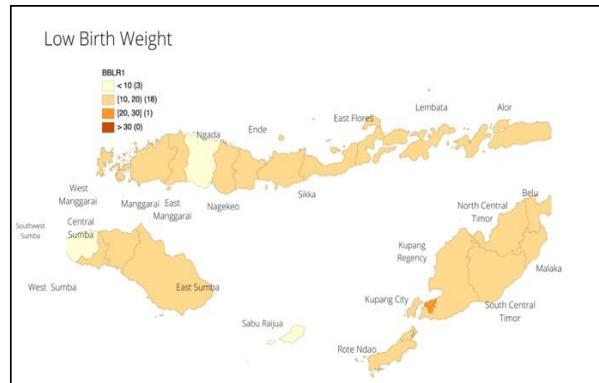 Low Birth Weight
BBLR1
< 10 (3)
[10, 20) (18)
[20, 30] (1)
> 30 (0)
Ngada
Ende
East Flores
Lembata
Alor
West
Manggarai
Manggarai
East
Manggarai
Nagekeo
Sikka
Southwest
Sumba
Central
Sumba
West Sumba
East Sumba
Sabu Raijua
Belu
North Central
Timor
Kupang
Regency
Malaka
Kupang City
South Central
Timor
Rote Ndao